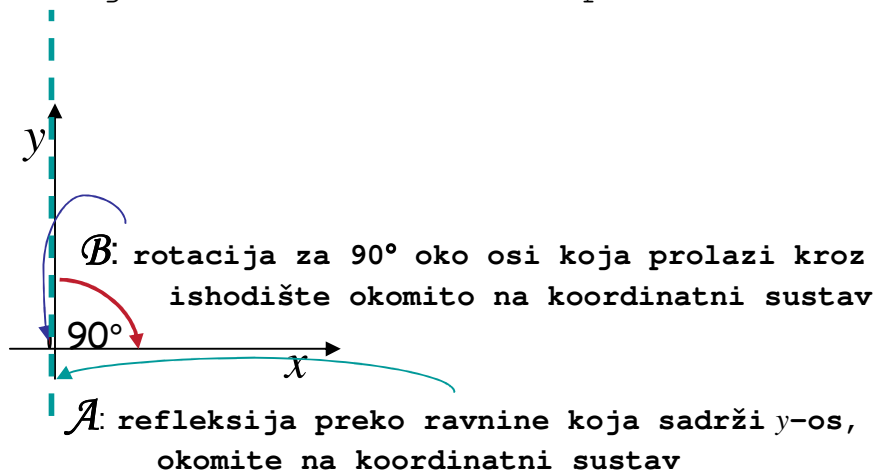 y
ℬ: rotacija za 90° oko osi koja prolazi kroz
ishodište okomito na koordinatni sustav
90°
x
𝒜: refleksija preko ravnine koja sadrži y-os,
okomite na koordinatni sustav